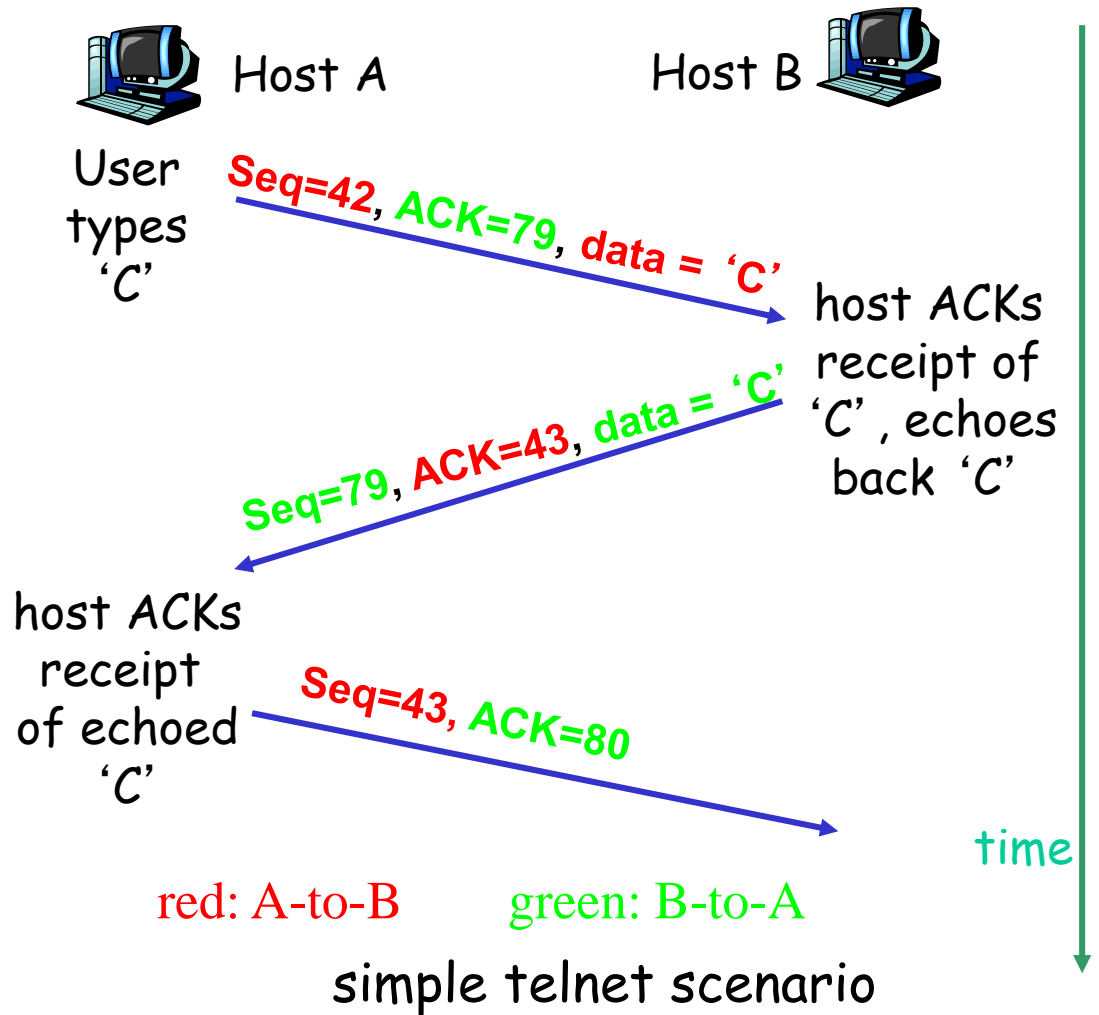 Host A
Host B
User
types
‘C’
Seq=42, ACK=79, data = ‘C’
host ACKs
receipt of
‘C’ , echoes
back ‘C’
Seq=79, ACK=43, data = ‘C’
host ACKs
receipt
of echoed
‘C’
Seq=43, ACK=80
time
red: A-to-B
green: B-to-A
simple telnet scenario